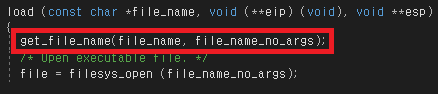 load (const char *file_name, void (**eip) (void), void **esp)
{
get_file_name(file_name, file_name_no_args);
/* Open executable file. */
file = filesys_open (file_name_no_args);